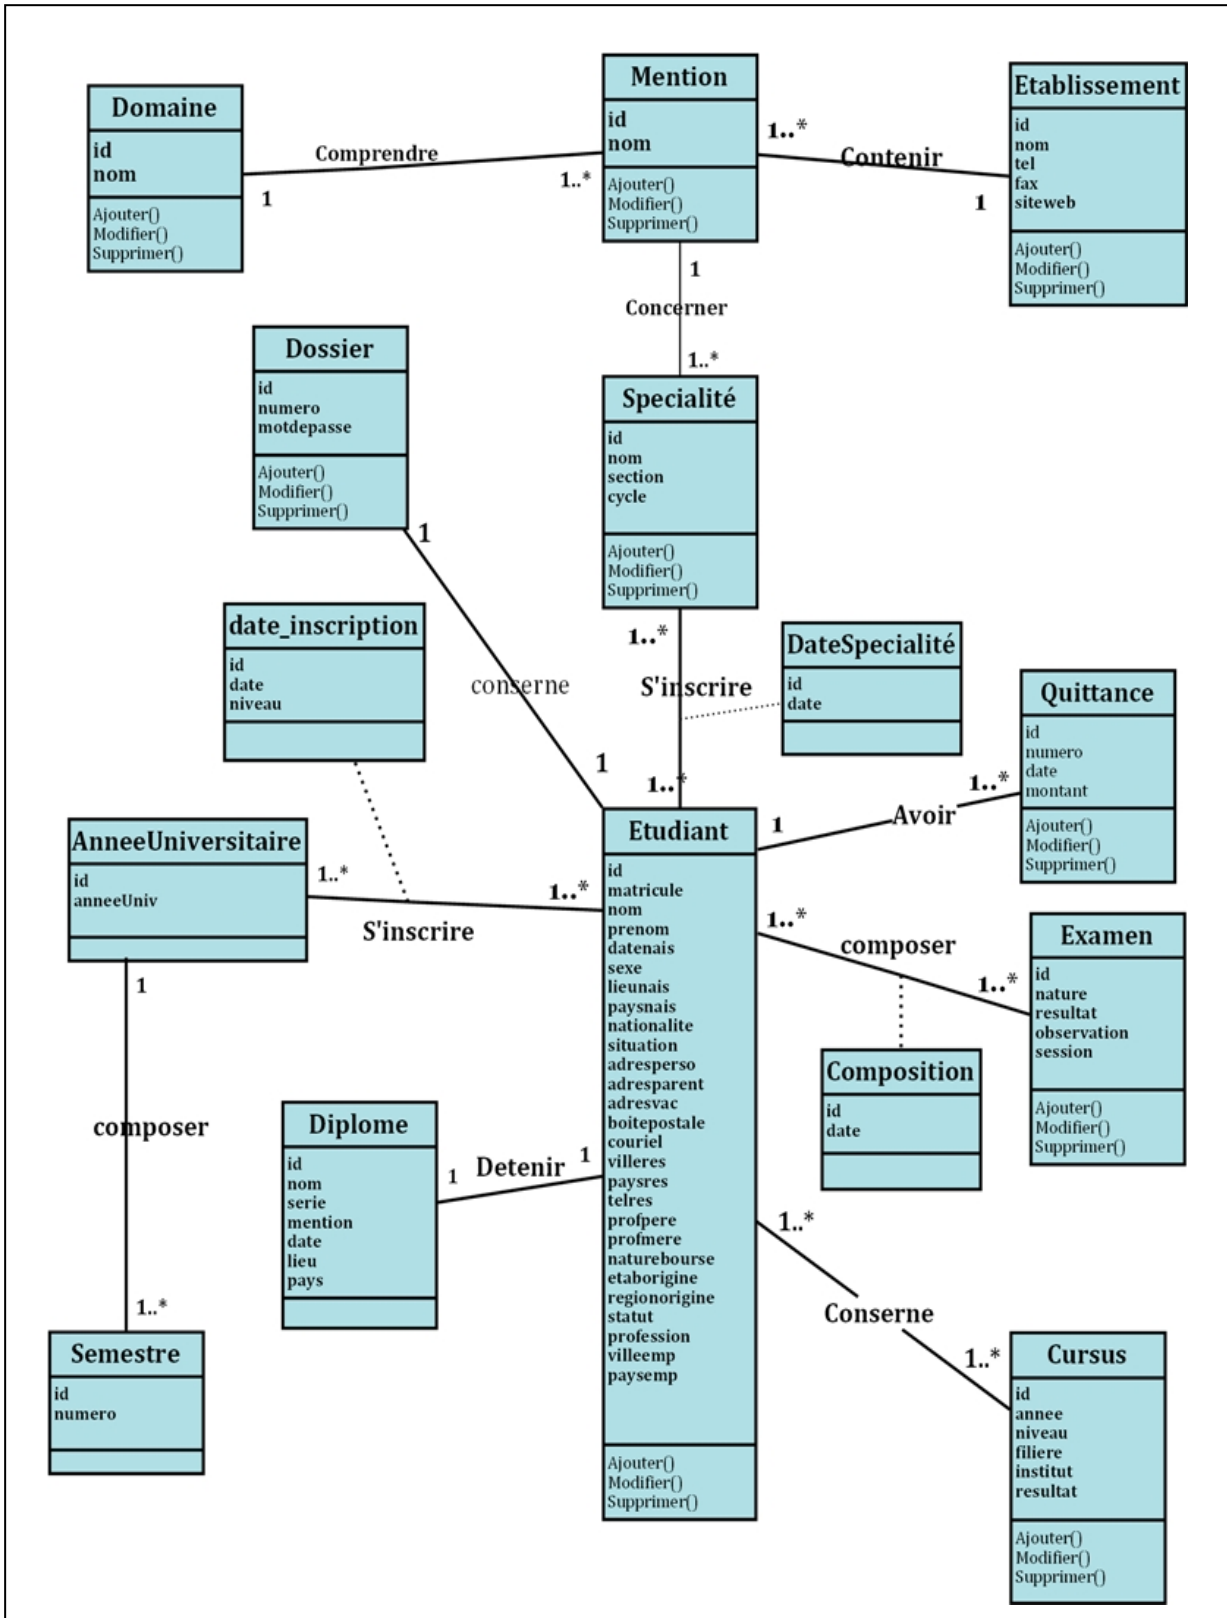 Domaine
id
nom
Ajouter()
Modifier()
Supprimer()
Comprendre
1
1..*
Mention
id
nom
Ajouter()
Modifier()
Supprimer()
1..*
Contenir
1
Etablissement
id
nom
tel
fax
siteweb
Ajouter()
Modifier()
Supprimer()
1
Concerner
1..*
Dossier
id
numero
motdepasse
Ajouter()
Modifier()
Supprimer()
1
conserne
1
Specialité
id
nom
section
cycle
Ajouter()
Modifier()
Supprimer()
1..*
S'inscrire
1..*
DateSpecialité
id
date
date_inscription
id
date
niveau
Quittance
id
numero
date
montant
Ajouter()
Modifier()
Supprimer()
1
Avoir
1..*
AnneeUniversitaire
id
anneeUniv
1..*
S'inscrire
1..*
Etudiant
id
matricule
nom
prenom
datenais
sexe
lieunais
paysnais
nationalite
situation
adresperso
adresparent
adresvac
boitepostale
couriel
villeres
paysres
telres
profpere
profmere
naturebourse
etaborigine
regionorigine
statut
profession
villeemp
paysemp
Ajouter()
Modifier()
Supprimer()
1..*
composer
1..*
Examen
id
nature
resultat
observation
session
Ajouter()
Modifier()
Supprimer()
Composition
id
date
1
composer
1..*
Diplome
id
nom
serie
mention
date
lieu
pays
1
Detenir
1
Semestre
id
numero
1..*
Conserne
1..*
Cursus
id
annee
niveau
filiere
institut
resultat
Ajouter()
Modifier()
Supprimer()